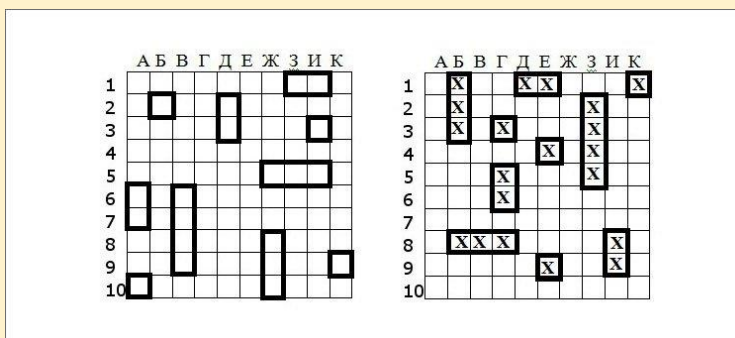 А Б В Г Д Е Ж З И К
1
2
3
4
5
6
7
8
9
10
А Б В Г Д Е Ж З И К
1 X X X X
2 X X
3 X X X
4 X X
5 X X
6 X
7
8 X X X X
9 X X
10